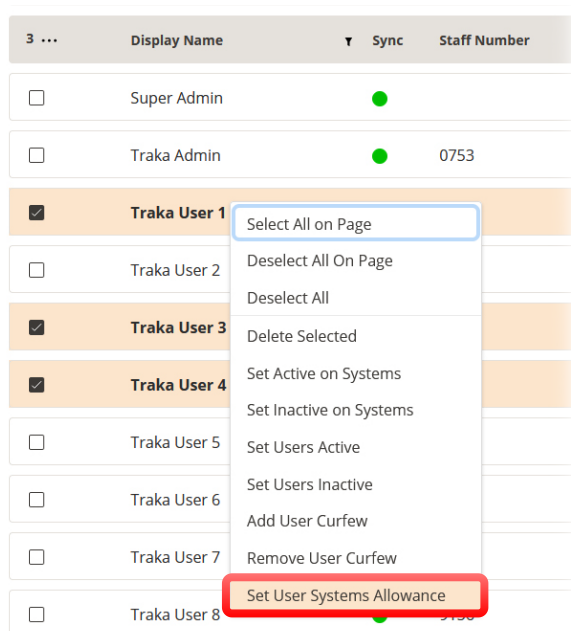 3 ... Display Name Sync Staff Number
Super Admin
Traka Admin 0753
Traka User 1
Select All on Page
Deselect All On Page
Traka User 2
Deselect All
Traka User 3
Delete Selected
Set Active on Systems
Traka User 4
Set Inactive on Systems
Traka User 5
Set Users Active
Set Users Inactive
Traka User 6
Add User Curfew
Traka User 7
Remove User Curfew
Set User Systems Allowance
Traka User 8